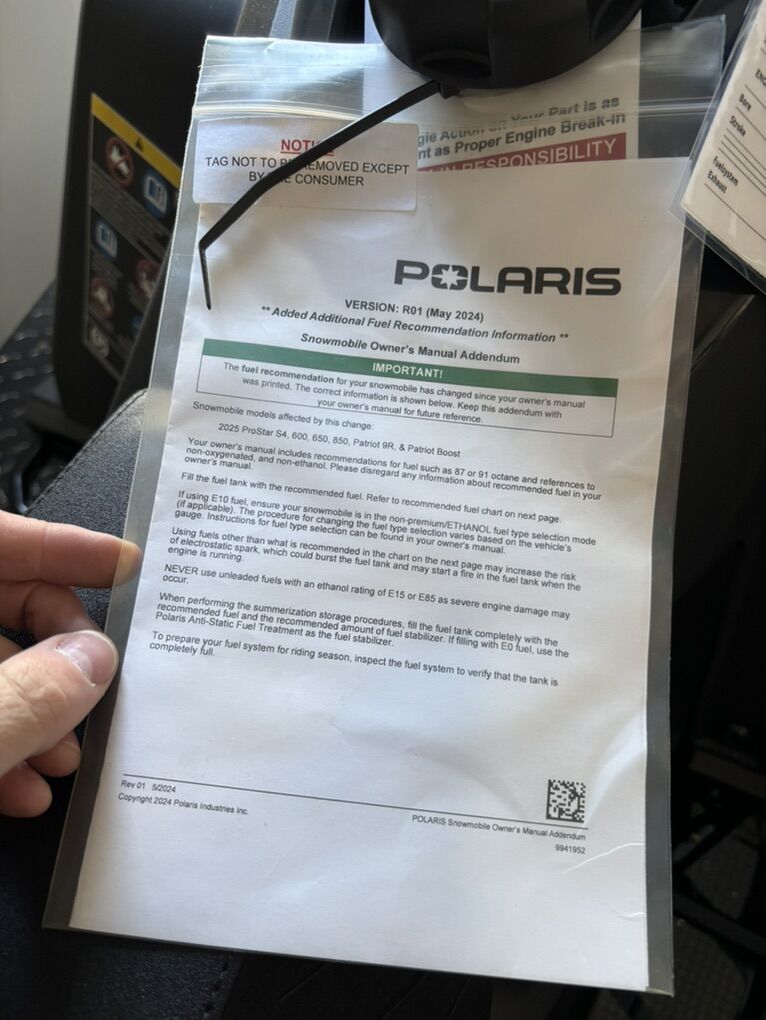 NOTI
TAG NOT TO B REMOVED EXCEPT
BY E CONSUMER
gle Action on Your Part is as
nt as Proper Engine Break-in
RESPONSIBILITY
ENG
Bore
Stroke
Fuelsystem
Exhaust
POLARIS
VERSION: R01 (May 2024)
** Added Additional Fuel Recommendation Information **
Snowmobile Owner's Manual Addendum
IMPORTANT!
The fuel recommendation for your snowmobile has changed since your owner's manual
was printed. The correct information is shown below. Keep this addendum with
your owner's manual for future reference.
Snowmobile models affected by this change:
2025 ProStar S4, 600, 650, 850, Patriot 9R, & Patriot Boost
Your owner's manual includes recommendations for fuel such as 87 or 91 octane and references to
non-oxygenated, and non-ethanol. Please disregard any information about recommended fuel in your
owner's manual.
Fill the fuel tank with the recommended fuel. Refer to recommended fuel chart on next page.
If using E10 fuel, ensure your snowmobile is in the non-premium/ETHANOL fuel type selection mode
(if applicable). The procedure for changing the fuel type selection varies based on the vehicle's
gauge. Instructions for fuel type selection can be found in your owner's manual.
Using fuels other than what is recommended in the chart on the next page may increase the risk
of electrostatic spark, which could burst the fuel tank and may start a fire in the fuel tank when the
engine is running.
NEVER use unleaded fuels with an ethanol rating of E15 or E85 as severe engine damage may
occur.
When performing the summerization storage procedures, fill the fuel tank completely with the
recommended fuel and the recommended amount of fuel stabilizer. If filling with E0 fuel, use the
Polaris Anti-Static Fuel Treatment as the fuel stabilizer.
To prepare your fuel system for riding season, inspect the fuel system to verify that the tank is
completely full.
Rev 01 5/2024
Copyright 2024 Polaris Industries Inc.
POLARIS Snowmobile Owner's Manual Addendum
9941952